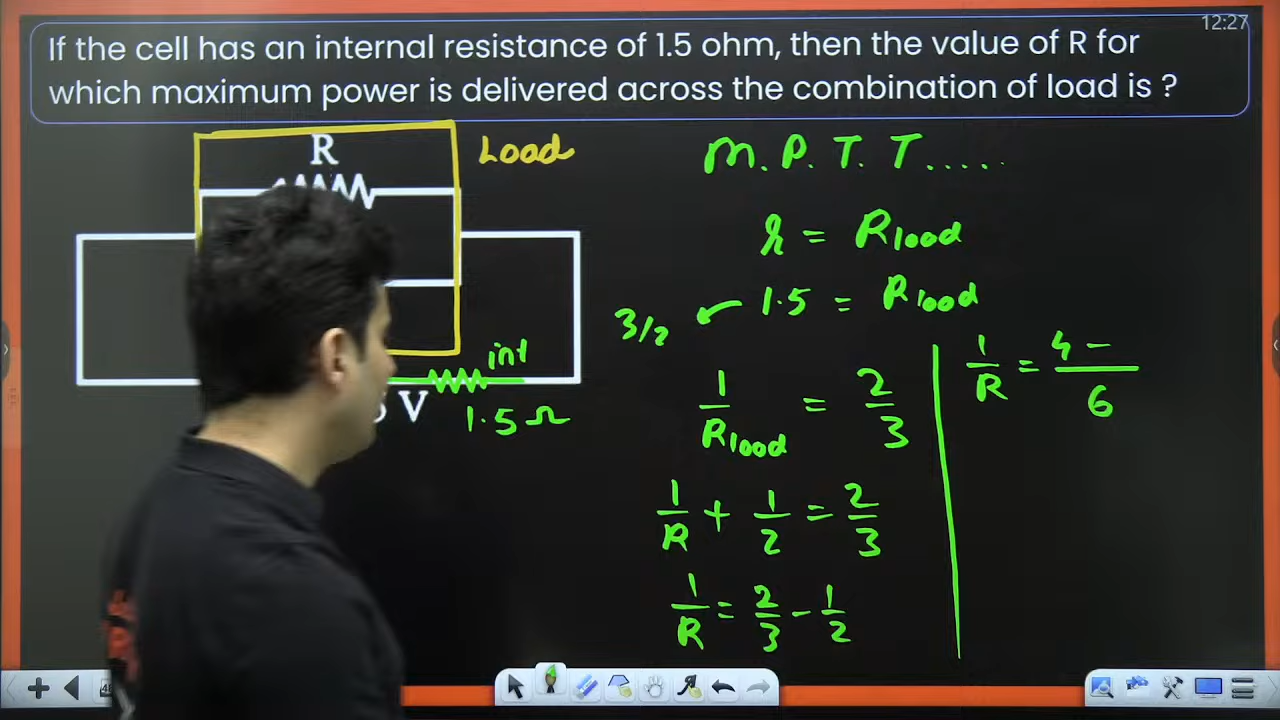 12:27
If the cell has an internal resistance of 1.5 ohm, then the value of R for
which maximum power is delivered across the combination of load is ?
R
Load
int
V
1.5 Ω
M. P. T. T.....
r = Rload
3/2 ← 1.5 = Rload
1/Rload = 2/3
1/R + 1/2 = 2/3
1/R = 2/3 - 1/2
1/R = 4 - / 6